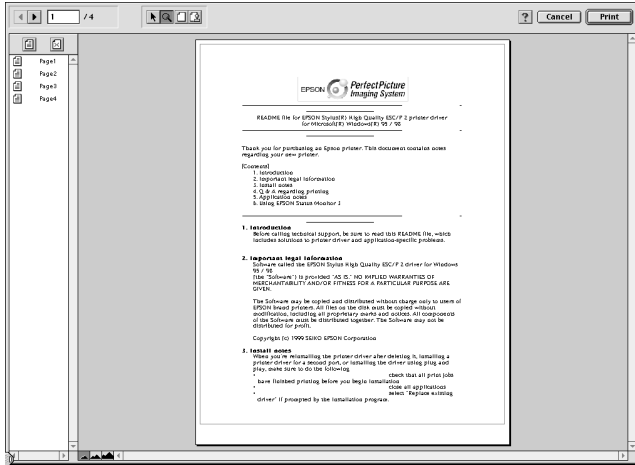 1 / 4
? Cancel Print
Page1
Page2
Page3
Page4
EPSON PerfectPicture
Imaging System
README file for EPSON Stylus(R) High Quality ESC/P 2 printer driver
for Microsoft(R) Windows(R) 95 / 98
Thank you for purchasing an Epson printer. This document contains notes
regarding your new printer.
[Contents]
1. Introduction
2. Important legal information
3. Install notes
4. Q & A regarding printing
5. Application notes
6. Using EPSON Status Monitor 2
1. Introduction
Before calling technical support, be sure to read this README file, which
includes solutions to printer driver and application-specific problems.
2. Important legal information
Software called the EPSON Stylus High Quality ESC/P 2 driver for Windows
95 / 98
(the "Software") is provided "AS IS." NO IMPLIED WARRANTIES OF
MERCHANTABILITY AND/OR FITNESS FOR A PARTICULAR PURPOSE ARE
GIVEN.
The Software may be copied and distributed without charge only to users of
EPSON brand printers. All files on the disk must be copied without
modification, including all proprietary marks and notices. All components
of the Software must be distributed together. The Software may not be
distributed for profit.
Copyright (c) 1999 SEIKO EPSON Corporation
3. Install notes
When you're reinstalling the printer driver after deleting it, installing a
printer driver for a second port, or installing the driver using plug and
play, make sure to do the following
• check that all print jobs
have finished printing before you begin installation
• close all applications
• select "Replace existing
driver" if prompted by the installation program.